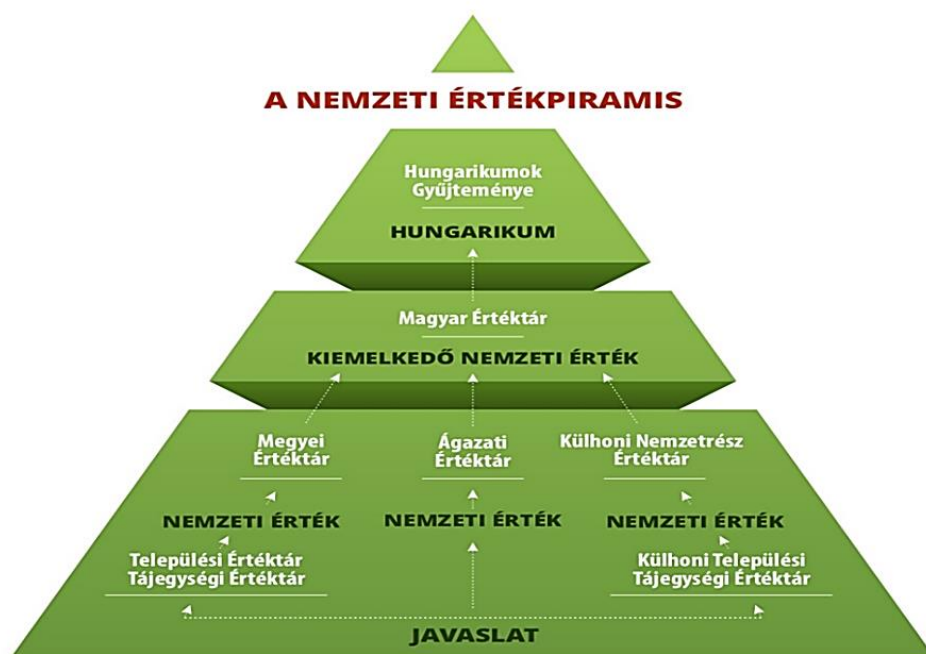 A NEMZETI ÉRTÉKPIRAMIS
Hungarikumok
Gyűjteménye
HUNGARIKUM
Magyar Értéktár
KIEMELKEDŐ NEMZETI ÉRTÉK
Megyei
Értéktár
Ágazati
Értéktár
Külhoni Nemzetrész
Értéktár
NEMZETI ÉRTÉK
NEMZETI ÉRTÉK
NEMZETI ÉRTÉK
Települési Értéktár
Tájegységi Értéktár
Külhoni Települési
Tájegységi Értéktár
JAVASLAT